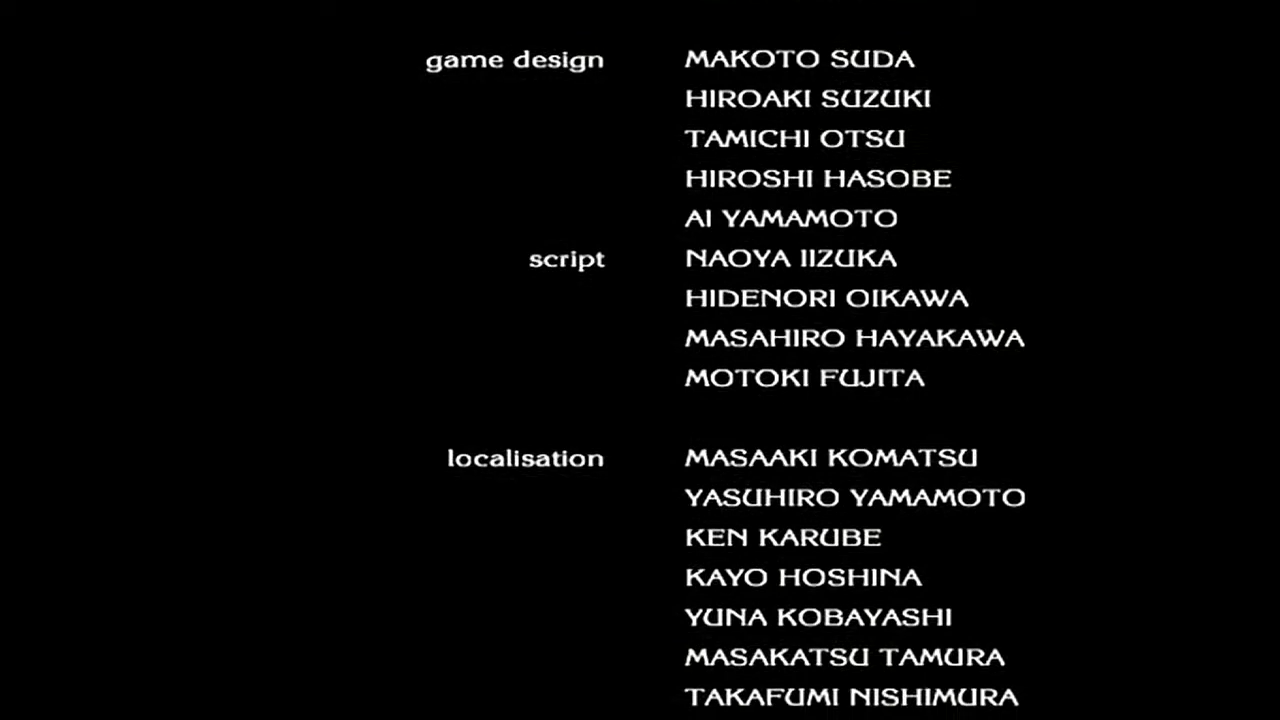 game design MAKOTO SUDA
HIROAKI SUZUKI
TAMICHI OTSU
HIROSHI HASOBE
AI YAMAMOTO
script NAOYA IIZUKA
HIDENORI OIKAWA
MASAHIRO HAYAKAWA
MOTOKI FUJITA
localisation MASAAKI KOMATSU
YASUHIRO YAMAMOTO
KEN KARUBE
KAYO HOSHINA
YUNA KOBAYASHI
MASAKATSU TAMURA
TAKAFUMI NISHIMURA